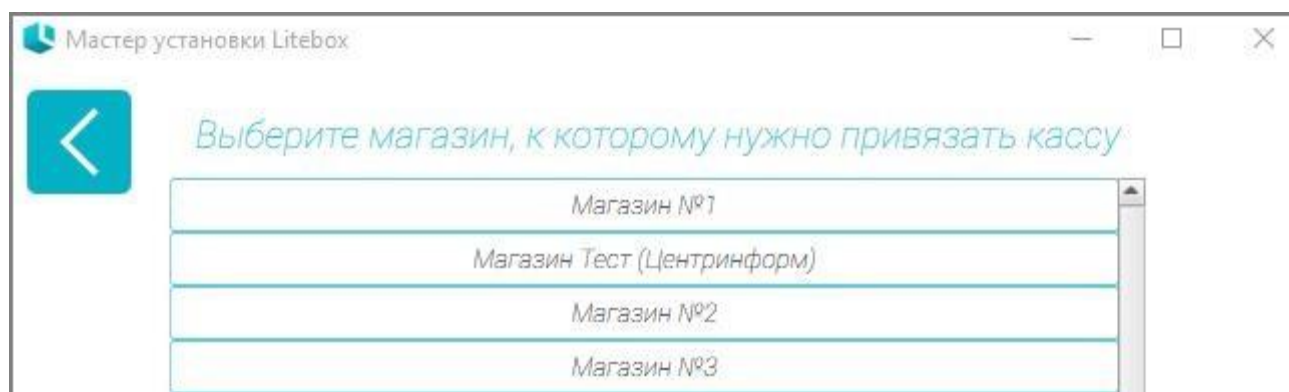 Мастер установки Litebox
Выберите магазин, к которому нужно привязать кассу
Магазин №1
Магазин Тест (Центринформ)
Магазин №2
Магазин №3